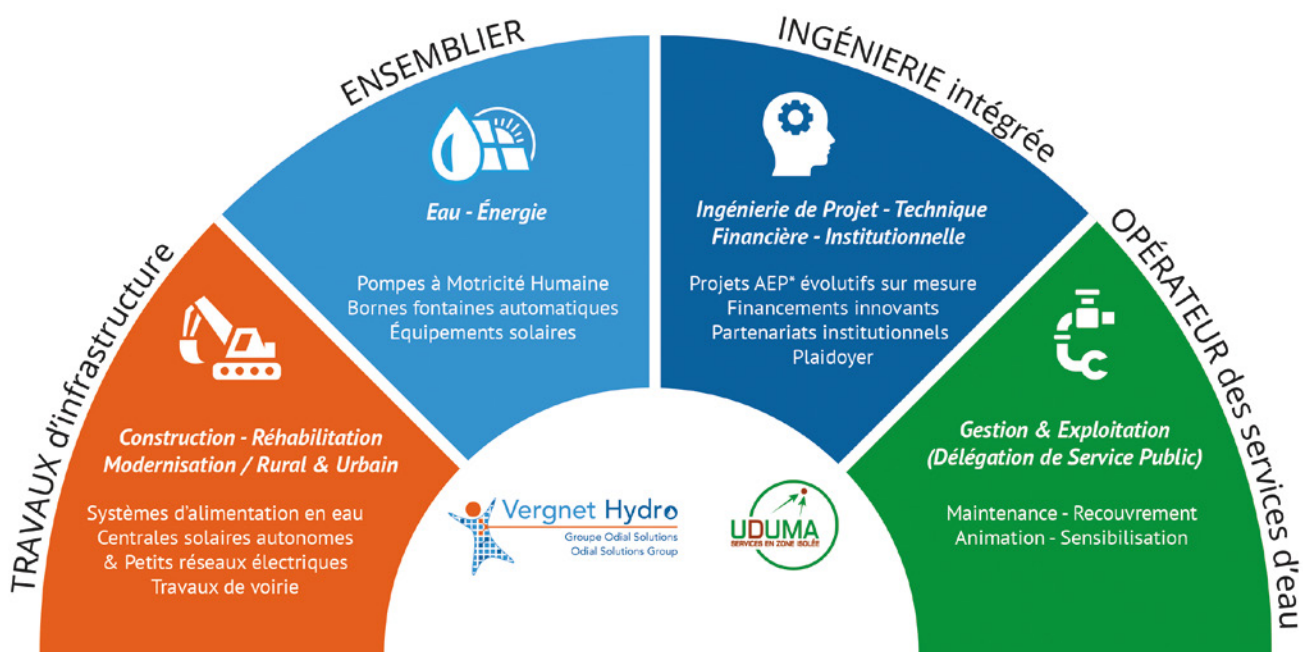 TRAVAUX d'infrastructure
Construction - Réhabilitation
Modernisation / Rural & Urbain
Systèmes d'alimentation en eau
Centrales solaires autonomes
& Petits réseaux électriques
Travaux de voirie
ENSEMBLIER
Eau - Énergie
Pompes à Motricité Humaine
Bornes fontaines automatiques
Équipements solaires
INGÉNIERIE intégrée
Ingénierie de Projet - Technique
Financière - Institutionnelle
Projets AEP* évolutifs sur mesure
Financements innovants
Partenariats institutionnels
Plaidoyer
OPÉRATEUR des services d'eau
Gestion & Exploitation
(Délégation de Service Public)
Maintenance - Recouvrement
Animation - Sensibilisation
Vergnet Hydro
Groupe Odial Solutions
Odial Solutions Group
UDUMA
SERVICES EN ZONE ISOLÉE